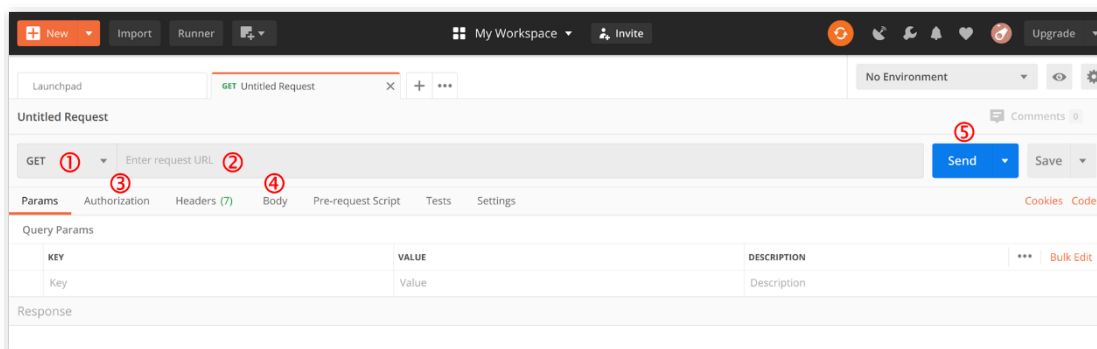 New Import Runner My Workspace Invite Upgrade
Launchpad GET Untitled Request No Environment
Untitled Request Comments 0
⑤
GET ① Enter request URL ② Send Save
③ ④
Params Authorization Headers (7) Body Pre-request Script Tests Settings Cookies Code
Query Params
KEY VALUE DESCRIPTION Bulk Edit
Key Value Description
Response